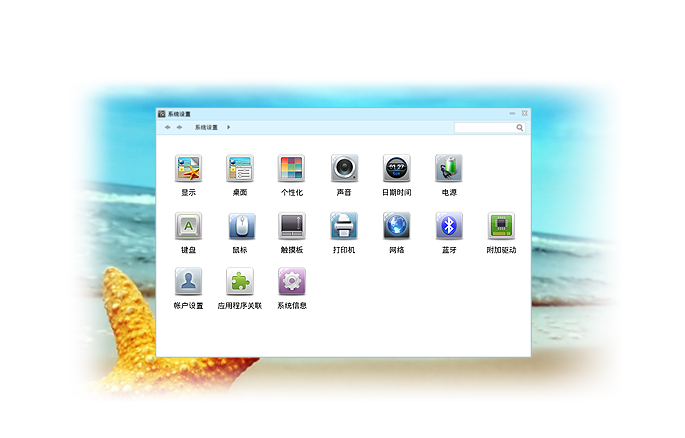 系统设置
系统设置
显示 桌面 个性化 声音 日期时间 电源
键盘 鼠标 触摸板 打印机 网络 蓝牙 附加驱动
帐户设置 应用程序关联 系统信息